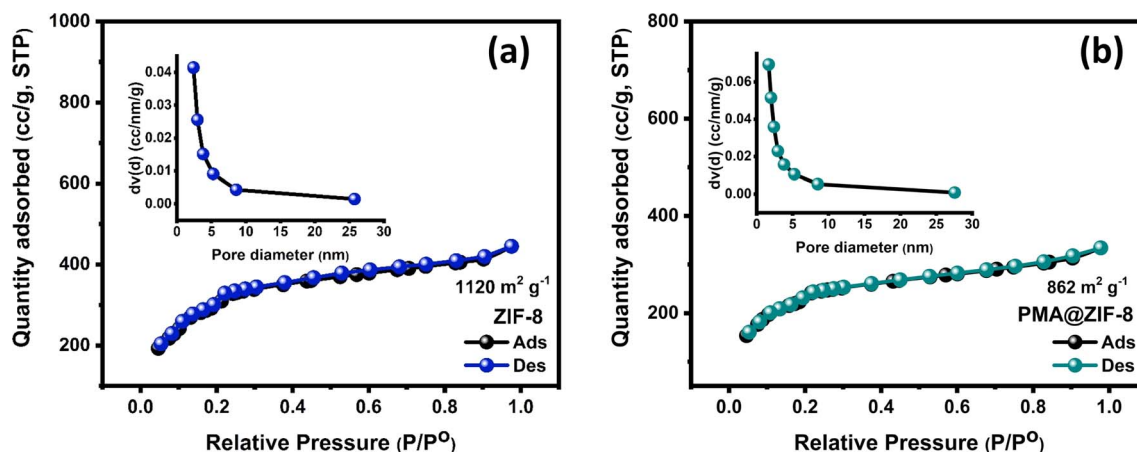 (a)
Quantity adsorbed (cc/g, STP)
1000
800
600
400
200
0.0 0.2 0.4 0.6 0.8 1.0
Relative Pressure (P/P⁰)
dv(d) (cc/nm/g)
0.04
0.03
0.02
0.01
0.00
0 5 10 15 20 25 30
Pore diameter (nm)
1120 m² g⁻¹
ZIF-8
Ads
Des
(b)
Quantity adsorbed (cc/g, STP)
800
600
400
200
0
0.0 0.2 0.4 0.6 0.8 1.0
Relative Pressure (P/P⁰)
dv(d) (cc/nm/g)
0.06
0.04
0.02
0.00
0 5 10 15 20 25 30
Pore diameter (nm)
862 m² g⁻¹
PMA@ZIF-8
Ads
Des